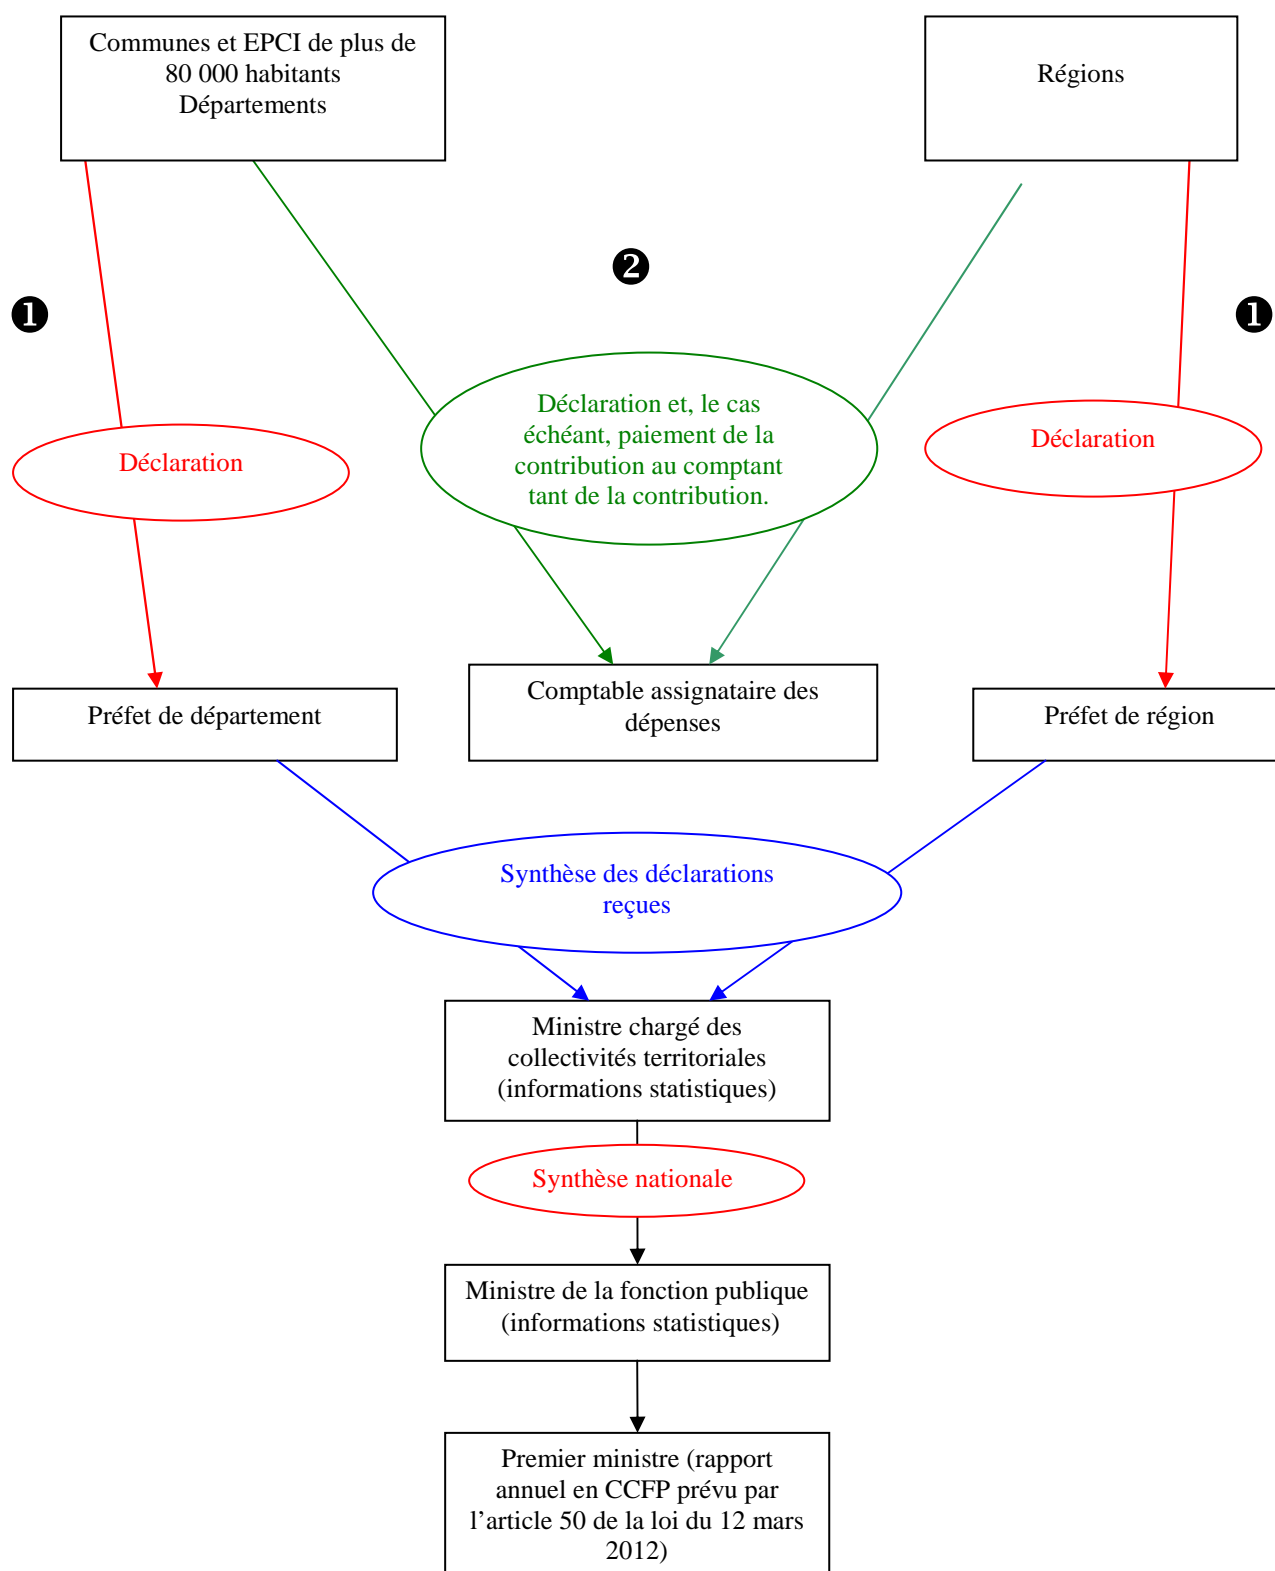 Communes et EPCI de plus de
80 000 habitants
Départements
Régions
❷
❶
❶
Déclaration et, le cas
échéant, paiement de la
contribution au comptant
tant de la contribution.
Déclaration
Déclaration
Préfet de département
Comptable assignataire des
dépenses
Préfet de région
Synthèse des déclarations
reçues
Ministre chargé des
collectivités territoriales
(informations statistiques)
Synthèse nationale
Ministre de la fonction publique
(informations statistiques)
Premier ministre (rapport
annuel en CCFP prévu par
l’article 50 de la loi du 12 mars
2012)